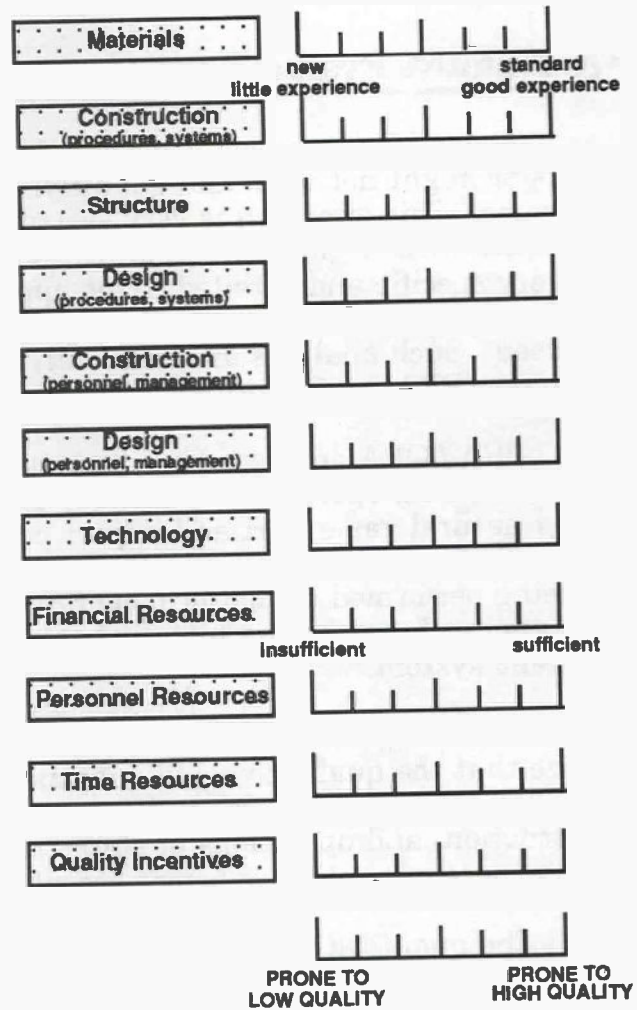 Materials
new standard
little experience good experience
Construction
(procedures, systems)
Structure
Design
(procedures, systems)
Construction
(personnel, management)
Design
(personnel, management)
Technology
Financial Resources
insufficient sufficient
Personnel Resources
Time Resources
Quality Incentives
PRONE TO PRONE TO
LOW QUALITY HIGH QUALITY